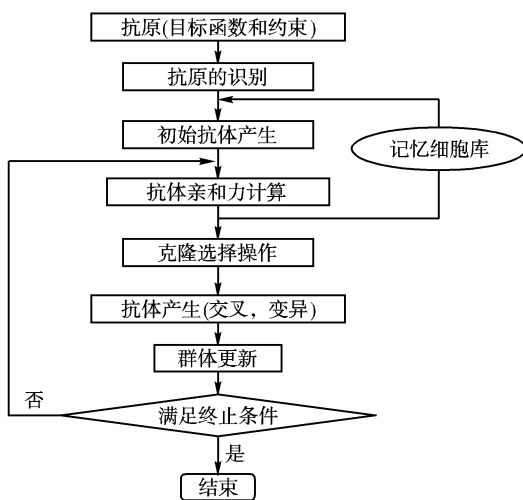 抗原(目标函数和约束)
抗原的识别
初始抗体产生
记忆细胞库
抗体亲和力计算
克隆选择操作
抗体产生(交叉，变异)
群体更新
否
满足终止条件
是
结束